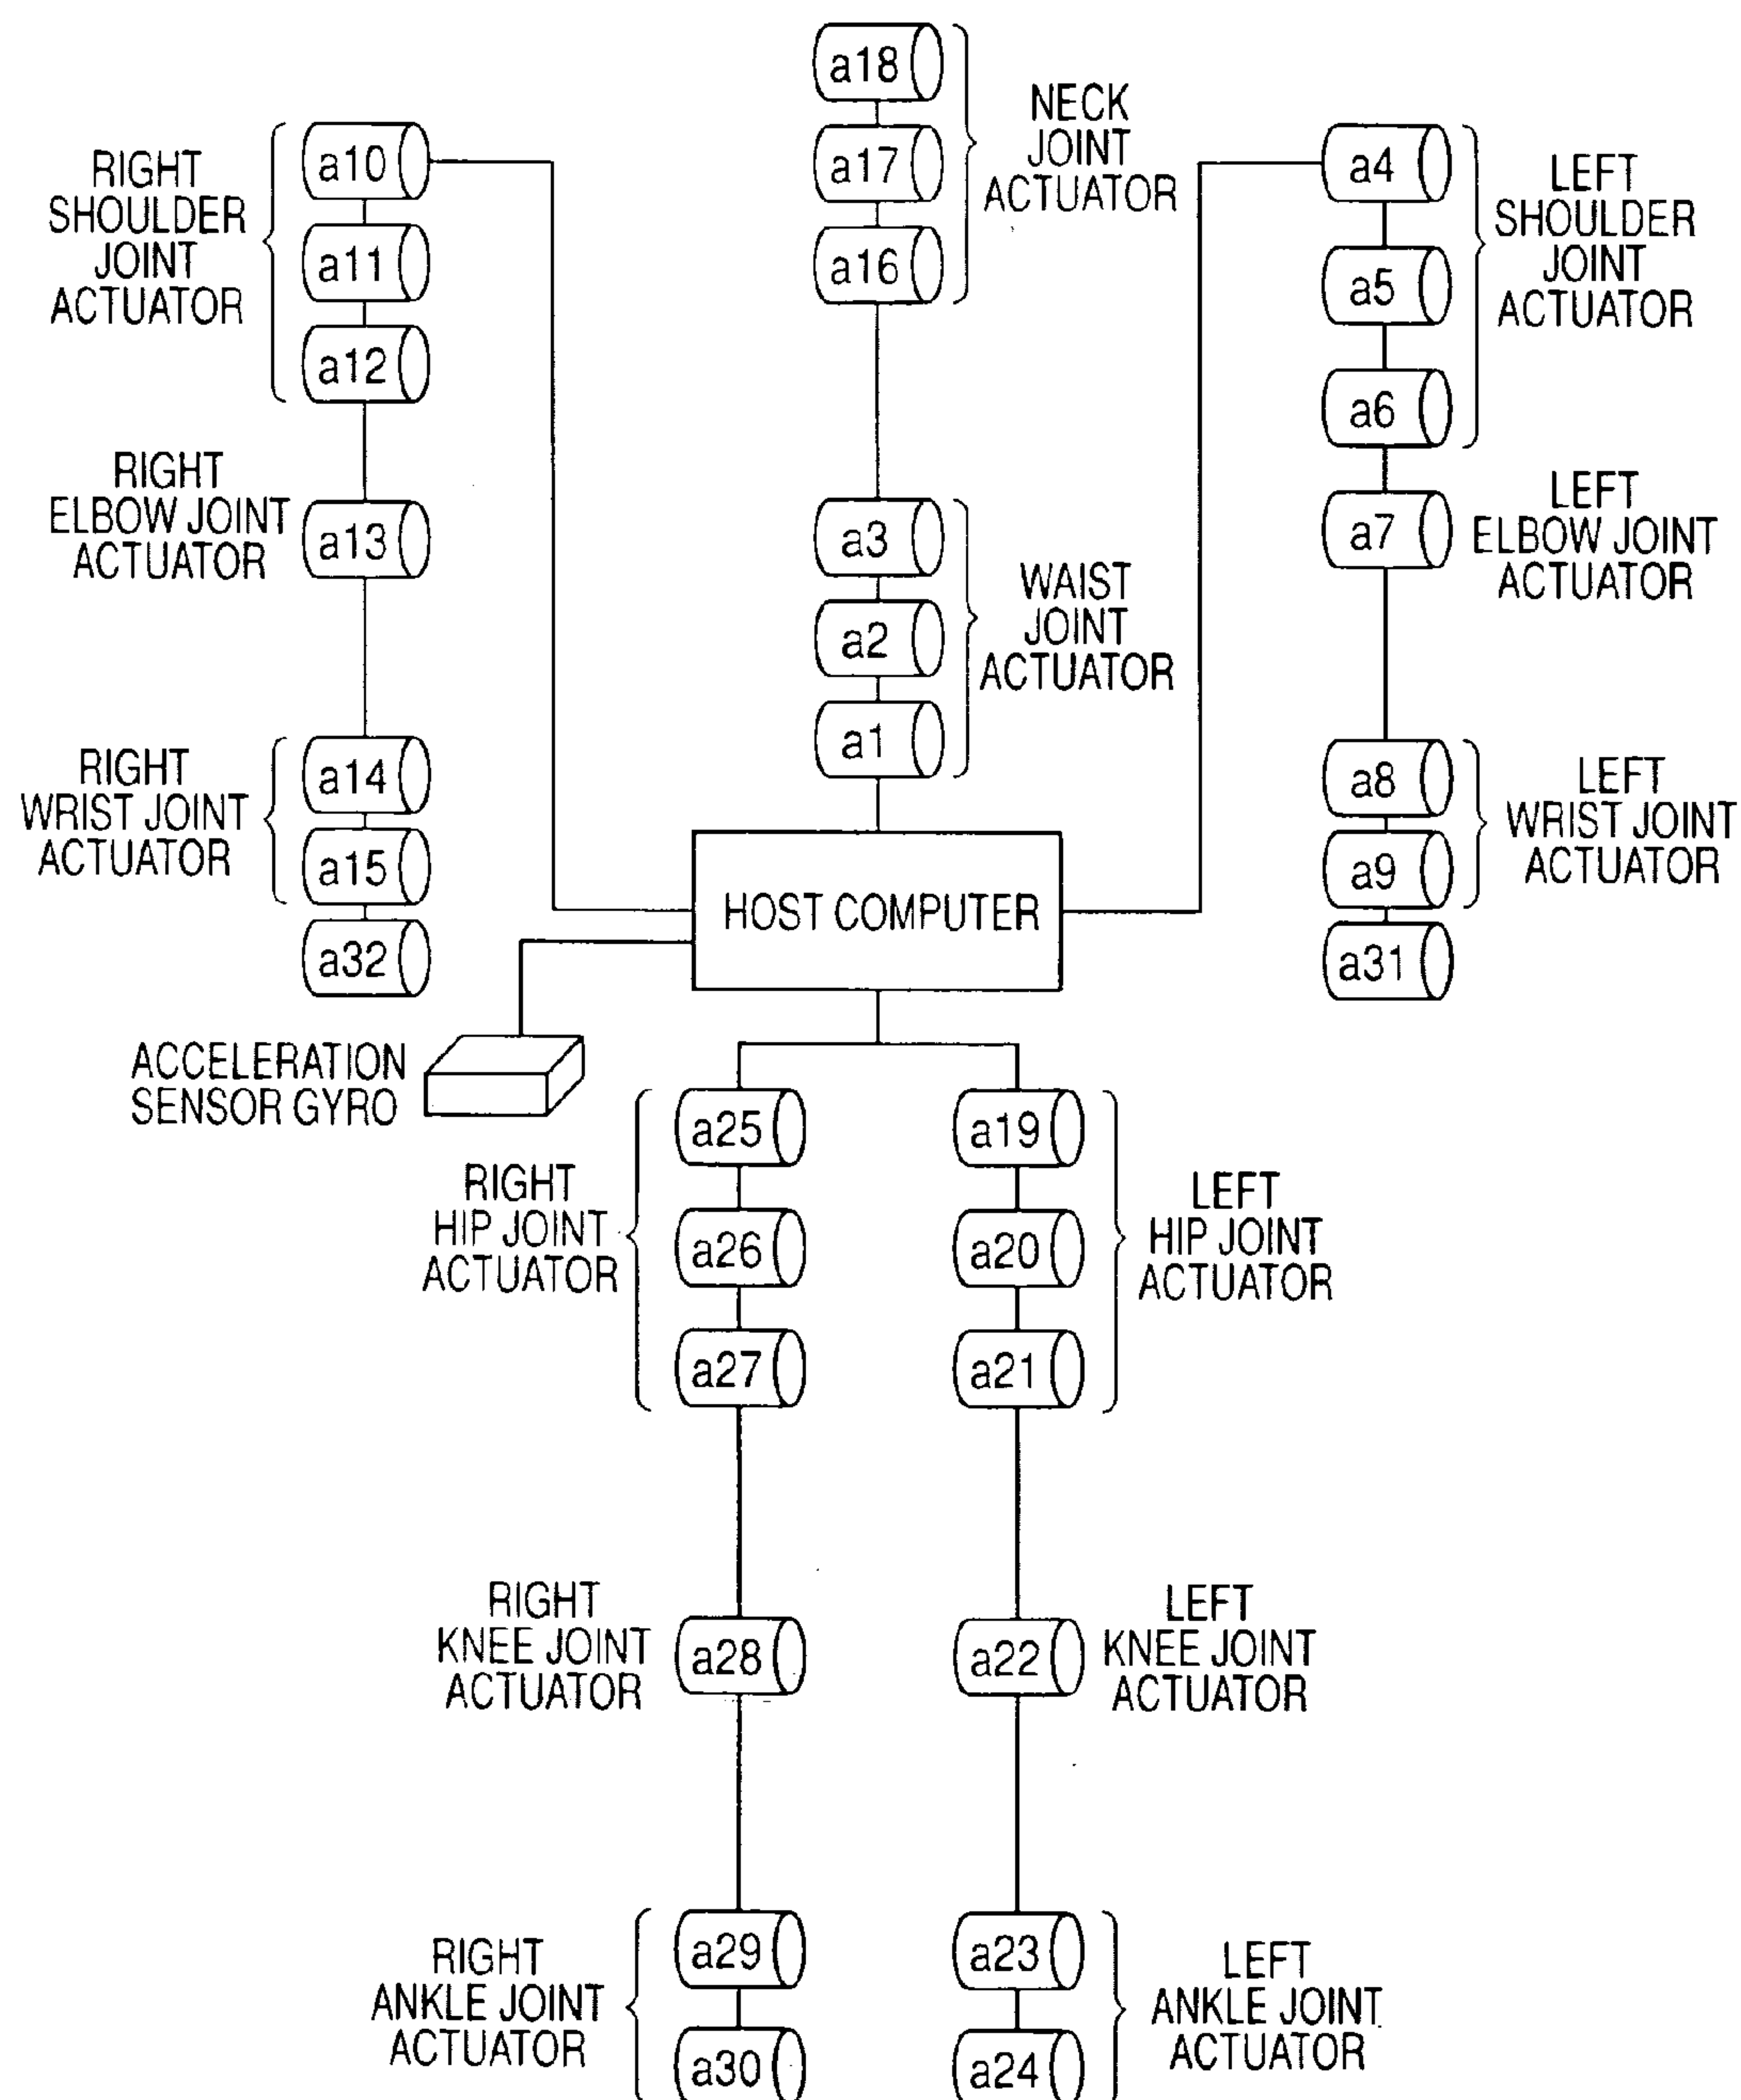 a18
a17
a16
NECK
JOINT
ACTUATOR
a10
a11
a12
RIGHT
SHOULDER
JOINT
ACTUATOR
a4
a5
a6
LEFT
SHOULDER
JOINT
ACTUATOR
RIGHT
ELBOW JOINT
ACTUATOR
a13
a3
a2
a1
WAIST
JOINT
ACTUATOR
a7
LEFT
ELBOW JOINT
ACTUATOR
RIGHT
WRIST JOINT
ACTUATOR
a14
a15
a32
HOST COMPUTER
a8
a9
a31
LEFT
WRIST JOINT
ACTUATOR
ACCELERATION
SENSOR GYRO
RIGHT
HIP JOINT
ACTUATOR
a25
a26
a27
a19
a20
a21
LEFT
HIP JOINT
ACTUATOR
RIGHT
KNEE JOINT
ACTUATOR
a28
a22
LEFT
KNEE JOINT
ACTUATOR
RIGHT
ANKLE JOINT
ACTUATOR
a29
a30
a23
a24
LEFT
ANKLE JOINT
ACTUATOR